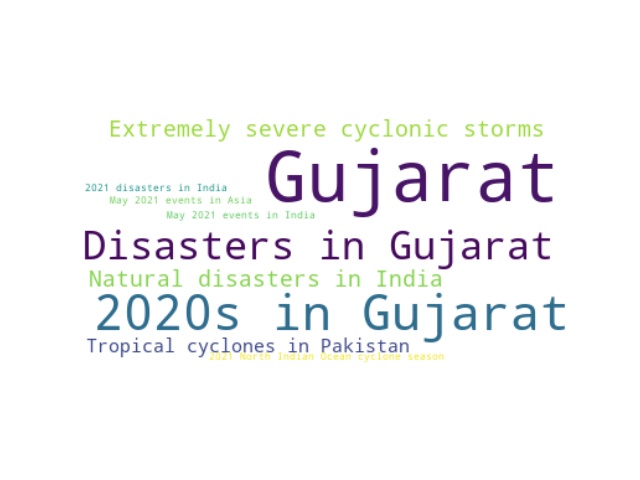 Extremely severe cyclonic storms
Gujarat
2021 disasters in India
May 2021 events in Asia
May 2021 events in India
Disasters in Gujarat
Natural disasters in India
2020s in Gujarat
Tropical cyclones in Pakistan
2021 North Indian Ocean cyclone season